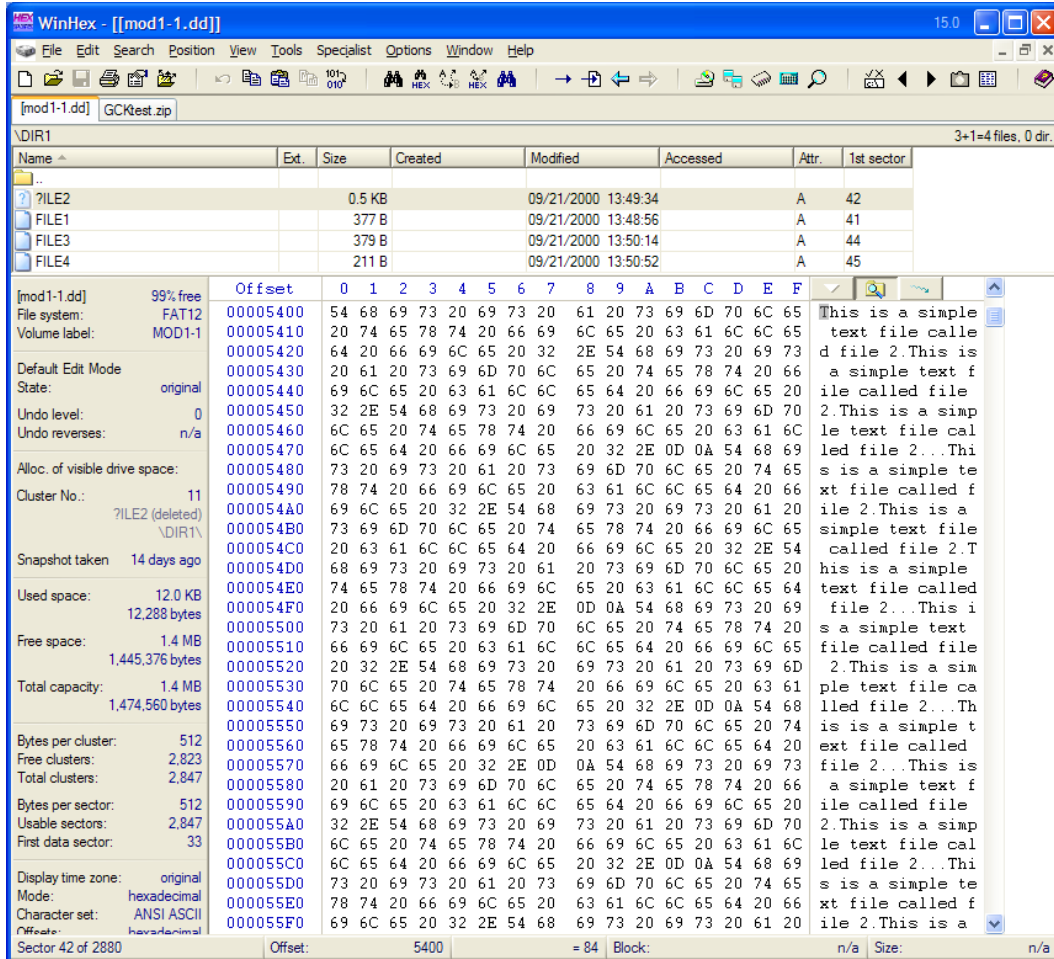 WinHex - [[mod1-1.dd]] 15.0
File Edit Search Position View Tools Specialist Options Window Help
[mod1-1.dd] GCKtest.zip
\DIR1 3+1=4 files, 0 dir.
Name Ext. Size Created Modified Accessed Attr. 1st sector
..
?ILE2 0.5 KB 09/21/2000 13:49:34 A 42
FILE1 377 B 09/21/2000 13:48:56 A 41
FILE3 379 B 09/21/2000 13:50:14 A 44
FILE4 211 B 09/21/2000 13:50:52 A 45
[mod1-1.dd] 99% free
File system: FAT12
Volume label: MOD1-1
Default Edit Mode
State: original
Undo level: 0
Undo reverses: n/a
Alloc. of visible drive space:
Cluster No.: 11
?ILE2 (deleted)
\DIR1\
Snapshot taken 14 days ago
Used space: 12.0 KB
12,288 bytes
Free space: 1.4 MB
1,445,376 bytes
Total capacity: 1.4 MB
1,474,560 bytes
Bytes per cluster: 512
Free clusters: 2,823
Total clusters: 2,847
Bytes per sector: 512
Usable sectors: 2,847
First data sector: 33
Display time zone: original
Mode: hexadecimal
Character set: ANSI ASCII
Offsets: hexadecimal
Offset 0 1 2 3 4 5 6 7 8 9 A B C D E F
00005400 54 68 69 73 20 69 73 20 61 20 73 69 6D 70 6C 65 This is a simple
00005410 20 74 65 78 74 20 66 69 6C 65 20 63 61 6C 6C 65 text file calle
00005420 64 20 66 69 6C 65 20 32 2E 54 68 69 73 20 69 73 d file 2.This is
00005430 20 61 20 73 69 6D 70 6C 65 20 74 65 78 74 20 66 a simple text f
00005440 69 6C 65 20 63 61 6C 6C 65 64 20 66 69 6C 65 20 ile called file
00005450 32 2E 54 68 69 73 20 69 73 20 61 20 73 69 6D 70 2.This is a simp
00005460 6C 65 20 74 65 78 74 20 66 69 6C 65 20 63 61 6C le text file cal
00005470 6C 65 64 20 66 69 6C 65 20 32 2E 0D 0A 54 68 69 led file 2...Thi
00005480 73 20 69 73 20 61 20 73 69 6D 70 6C 65 20 74 65 s is a simple te
00005490 78 74 20 66 69 6C 65 20 63 61 6C 6C 65 64 20 66 xt file called f
000054A0 69 6C 65 20 32 2E 54 68 69 73 20 69 73 20 61 20 ile 2.This is a
000054B0 73 69 6D 70 6C 65 20 74 65 78 74 20 66 69 6C 65 simple text file
000054C0 20 63 61 6C 6C 65 64 20 66 69 6C 65 20 32 2E 54 called file 2.T
000054D0 68 69 73 20 69 73 20 61 20 73 69 6D 70 6C 65 20 his is a simple
000054E0 74 65 78 74 20 66 69 6C 65 20 63 61 6C 6C 65 64 text file called
000054F0 20 66 69 6C 65 20 32 2E 0D 0A 54 68 69 73 20 69 file 2...This i
00005500 73 20 61 20 73 69 6D 70 6C 65 20 74 65 78 74 20 s a simple text
00005510 66 69 6C 65 20 63 61 6C 6C 65 64 20 66 69 6C 65 file called file
00005520 20 32 2E 54 68 69 73 20 69 73 20 61 20 73 69 6D 2.This is a sim
00005530 70 6C 65 20 74 65 78 74 20 66 69 6C 65 20 63 61 ple text file ca
00005540 6C 6C 65 64 20 66 69 6C 65 20 32 2E 0D 0A 54 68 lled file 2...Th
00005550 69 73 20 69 73 20 61 20 73 69 6D 70 6C 65 20 74 is is a simple t
00005560 65 78 74 20 66 69 6C 65 20 63 61 6C 6C 65 64 20 ext file called
00005570 66 69 6C 65 20 32 2E 0D 0A 54 68 69 73 20 69 73 file 2...This is
00005580 20 61 20 73 69 6D 70 6C 65 20 74 65 78 74 20 66 a simple text f
00005590 69 6C 65 20 63 61 6C 6C 65 64 20 66 69 6C 65 20 ile called file
000055A0 32 2E 54 68 69 73 20 69 73 20 61 20 73 69 6D 70 2.This is a simp
000055B0 6C 65 20 74 65 78 74 20 66 69 6C 65 20 63 61 6C le text file cal
000055C0 6C 65 64 20 66 69 6C 65 20 32 2E 0D 0A 54 68 69 led file 2...Thi
000055D0 73 20 69 73 20 61 20 73 69 6D 70 6C 65 20 74 65 s is a simple te
000055E0 78 74 20 66 69 6C 65 20 63 61 6C 6C 65 64 20 66 xt file called f
000055F0 69 6C 65 20 32 2E 54 68 69 73 20 69 73 20 61 20 ile 2.This is a
Sector 42 of 2880 Offset: 5400 = 84 Block: n/a Size: n/a